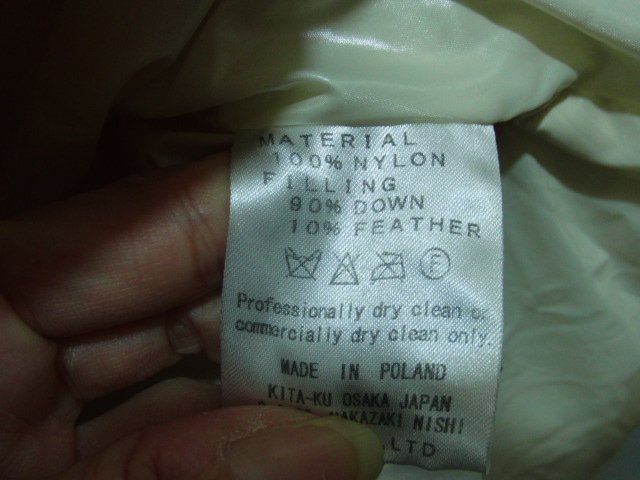 MATERIAL
100% NYLON
FILLING
90% DOWN
10% FEATHER
F
Professionally dry clean or
commercially dry clean only.
MADE IN POLAND
KITA-KU OSAKA JAPAN
NAKAZAKI NISHI
LTD